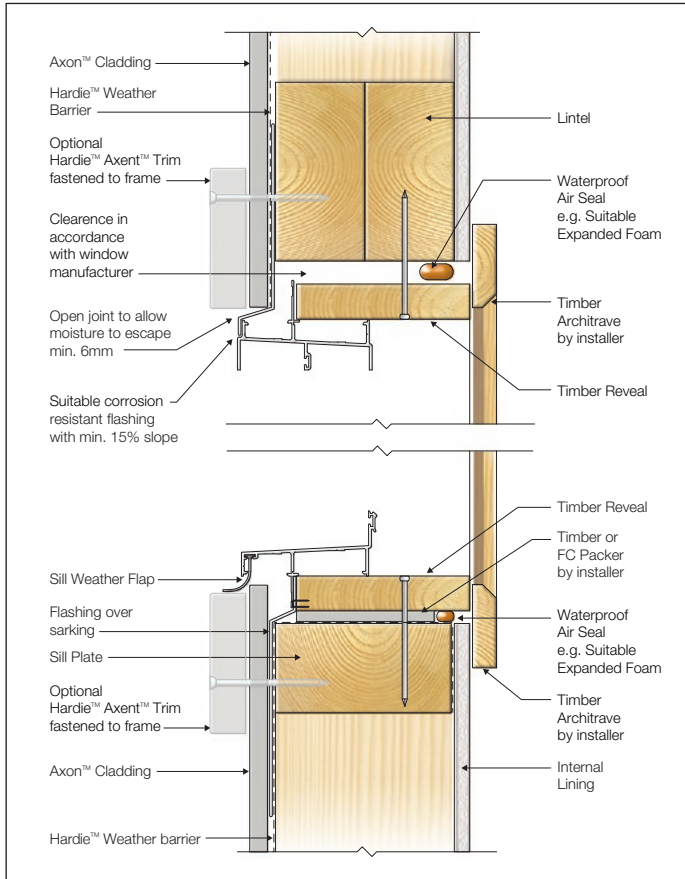 Axon™ Cladding
Hardie™ Weather
Barrier
Optional
Hardie™ Axent™ Trim
fastened to frame
Clearence in
accordance
with window
manufacturer
Open joint to allow
moisture to escape
min. 6mm
Suitable corrosion
resistant flashing
with min. 15% slope
Lintel
Waterproof
Air Seal
e.g. Suitable
Expanded Foam
Timber
Architrave
by installer
Timber Reveal
Sill Weather Flap
Flashing over
sarking
Sill Plate
Optional
Hardie™ Axent™ Trim
fastened to frame
Axon™ Cladding
Hardie™ Weather barrier
Timber Reveal
Timber or
FC Packer
by installer
Waterproof
Air Seal
e.g. Suitable
Expanded Foam
Timber
Architrave
by installer
Internal
Lining